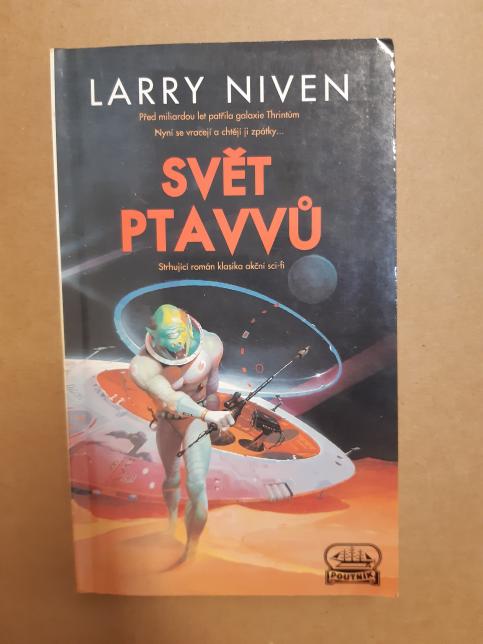 LARRY NIVEN
Před miliardou let patřila galaxie Thrintům
Nyní se vracejí a chtějí ji zpátky...
SVĚT
PTAVVŮ
Strhující román klasika akční sci-fi
POUTNÍK